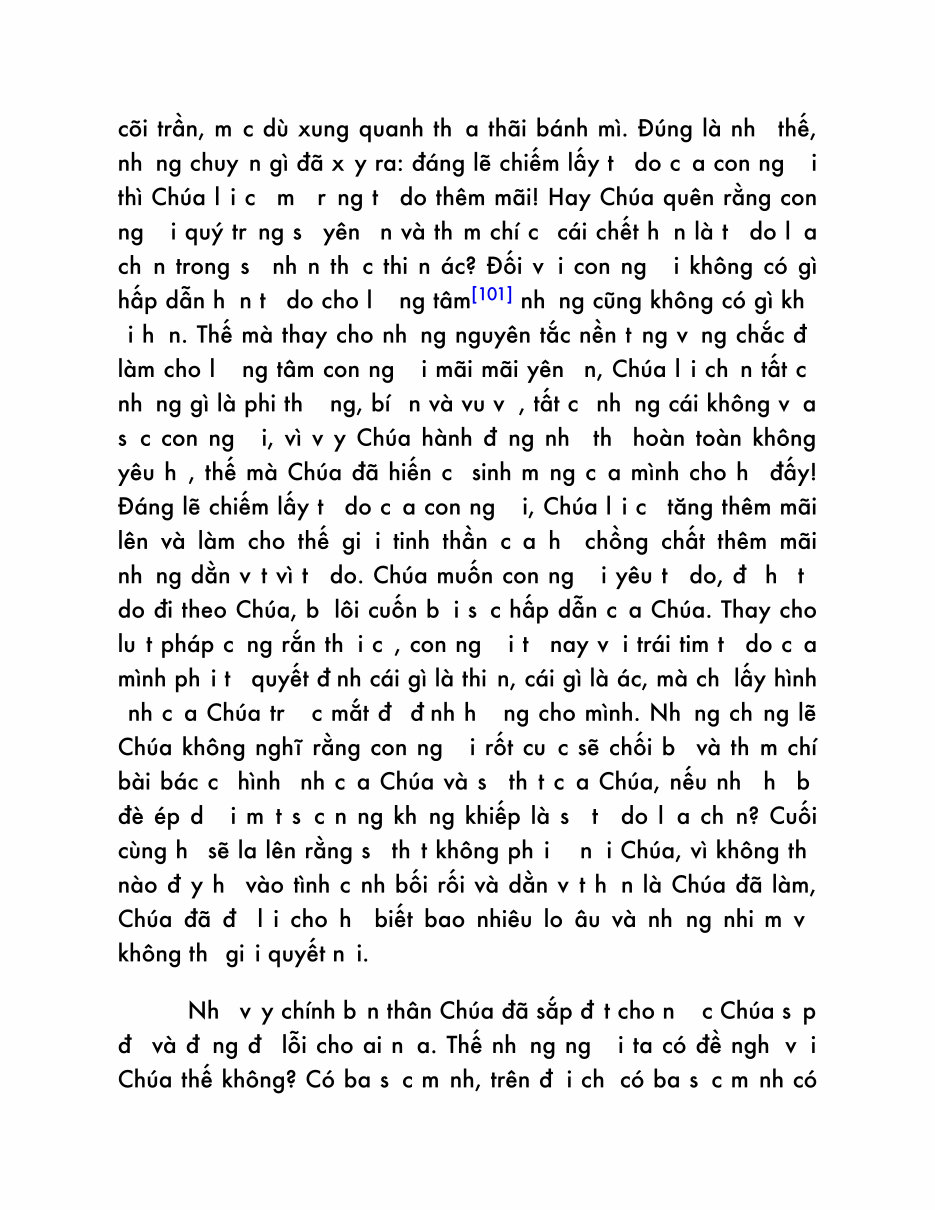 cõi trần, m c dù xung quanh th a thãi bánh mì. Đúng là nh thế,
nh ng chuy n gì đã x y ra: đáng lẽ chiếm lấy t do c a con ng i
thì Chúa l i c m r ng t do thêm mãi! Hay Chúa quên rằng con
ng i quý tr ng s yên n và th m chí c cái chết h n là t do l a
ch n trong s nh n th c thi n ác? Đối v i con ng i không có gì
hấp dẫn h n t do cho l ng tâm[101] nh ng cũng không có gì kh
i h n. Thế mà thay cho nh ng nguyên tắc nền t ng v ng chắc đ
làm cho l ng tâm con ng i mãi mãi yên n, Chúa l i ch n tất c
nh ng gì là phi th ng, bí n và vu v , tất c nh ng cái không v a
s c con ng i, vì v y Chúa hành đ ng nh th hoàn toàn không
yêu h , thế mà Chúa đã hiến c sinh m ng c a mình cho h đấy!
Đáng lẽ chiếm lấy t do c a con ng i, Chúa l i c tăng thêm mãi
lên và làm cho thế gi i tinh thần c a h chồng chất thêm mãi
nh ng dằn v t vì t do. Chúa muốn con ng i yêu t do, đ h t
do đi theo Chúa, b lôi cuốn b i s c hấp dẫn c a Chúa. Thay cho
lu t pháp c ng rắn th i c , con ng i t nay v i trái tim t do c a
mình ph i t quyết đ nh cái gì là thi n, cái gì là ác, mà ch lấy hình
nh c a Chúa tr c mắt đ đ nh h ng cho mình. Nh ng ch ng lẽ
Chúa không nghĩ rằng con ng i rốt cu c sẽ chối b và th m chí
bài bác c hình nh c a Chúa và s th t c a Chúa, nếu nh h b
đè ép d i m t s c n ng kh ng khiếp là s t do l a ch n? Cuối
cùng h sẽ la lên rằng s th t không ph i n i Chúa, vì không th
nào đ y h vào tình c nh bối rối và dằn v t h n là Chúa đã làm,
Chúa đã đ l i cho h biết bao nhiêu lo âu và nh ng nhi m v
không th gi i quyết n i.
Nh v y chính b n thân Chúa đã sắp đ t cho n c Chúa s p
đ và đ ng đ lỗi cho ai n a. Thế nh ng ng i ta có đề ngh v i
Chúa thế không? Có ba s c m nh, trên đ i ch có ba s c m nh có